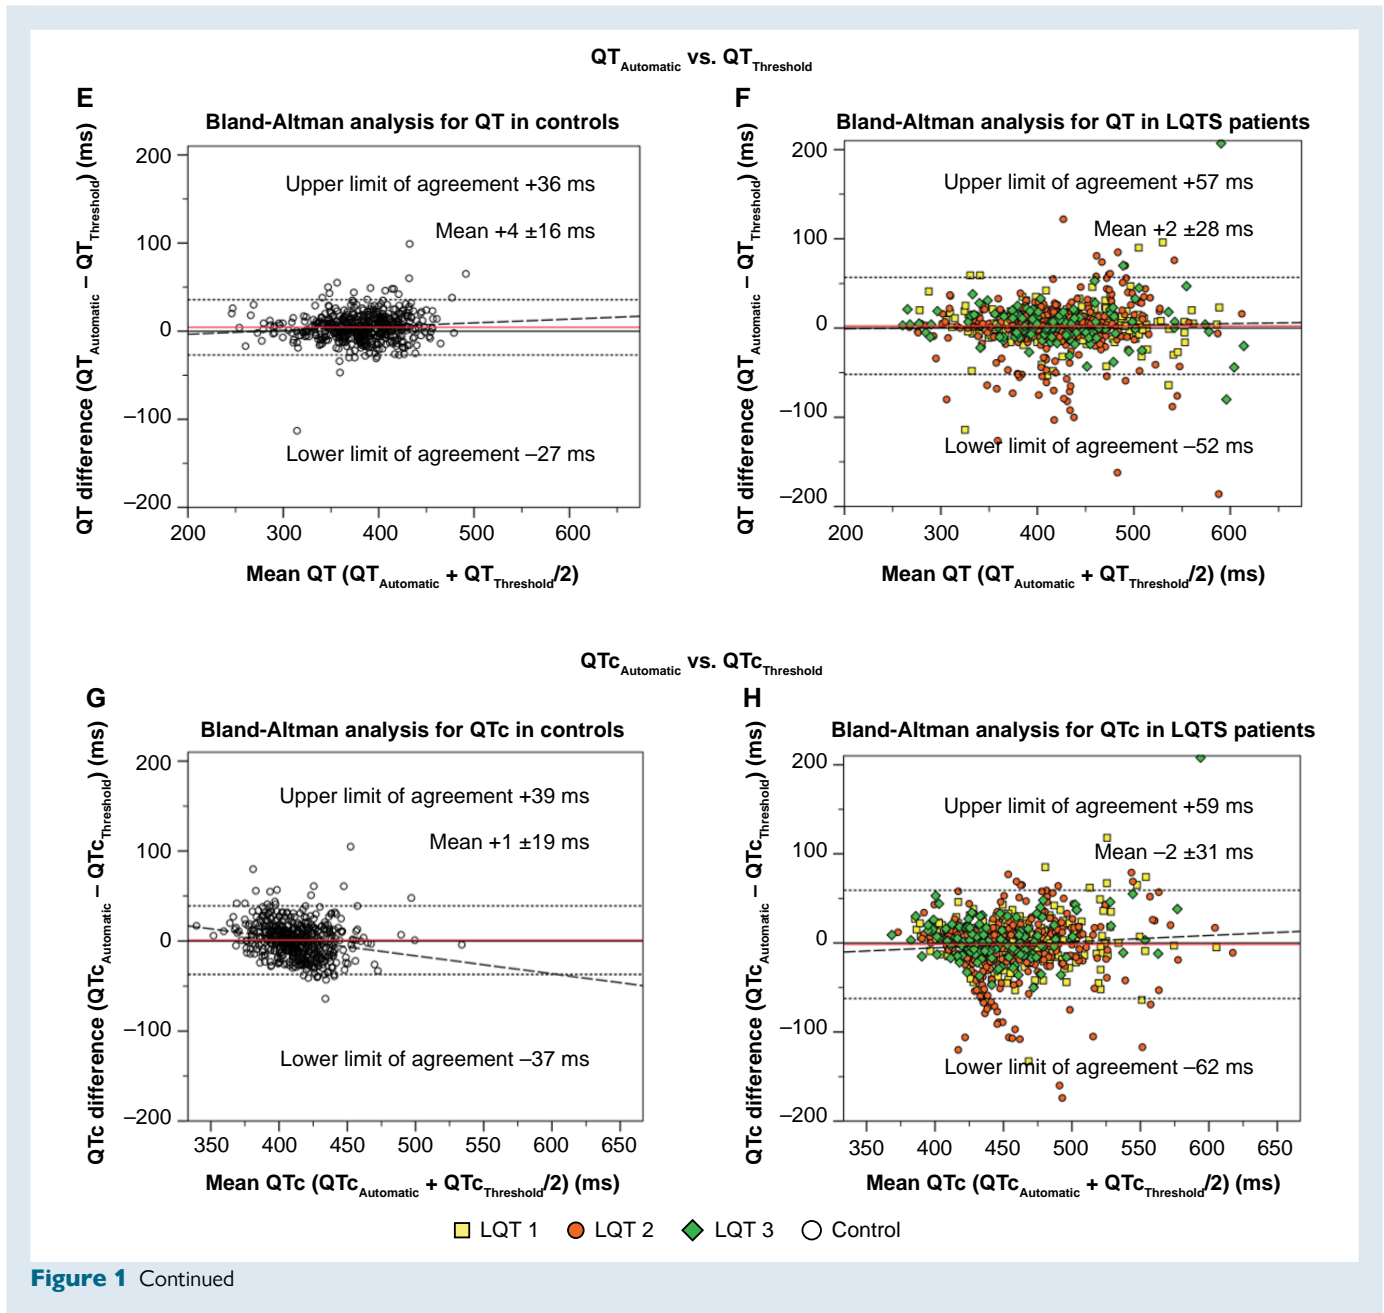 QTAutomatic vs. QTThreshold
E
Bland-Altman analysis for QT in controls
QT difference (QTAutomatic – QTThreshold) (ms)
200
100
0
–100
–200
Upper limit of agreement +36 ms
Mean +4 ±16 ms
Lower limit of agreement –27 ms
200 300 400 500 600
Mean QT (QTAutomatic + QTThreshold/2)
F
Bland-Altman analysis for QT in LQTS patients
QT difference (QTAutomatic – QTThreshold) (ms)
200
100
0
–100
–200
Upper limit of agreement +57 ms
Mean +2 ±28 ms
Lower limit of agreement –52 ms
200 300 400 500 600
Mean QT (QTAutomatic + QTThreshold/2) (ms)
QTcAutomatic vs. QTcThreshold
G
Bland-Altman analysis for QTc in controls
QTc difference (QTcAutomatic – QTcThreshold) (ms)
200
100
0
–100
–200
Upper limit of agreement +39 ms
Mean +1 ±19 ms
Lower limit of agreement –37 ms
350 400 450 500 550 600 650
Mean QTc (QTcAutomatic + QTcThreshold/2) (ms)
H
Bland-Altman analysis for QTc in LQTS patients
QTc difference (QTcAutomatic – QTcThreshold) (ms)
200
100
0
–100
–200
Upper limit of agreement +59 ms
Mean –2 ±31 ms
Lower limit of agreement –62 ms
350 400 450 500 550 600 650
Mean QTc (QTcAutomatic + QTcThreshold/2) (ms)
LQT 1 LQT 2 LQT 3 Control
Figure 1 Continued